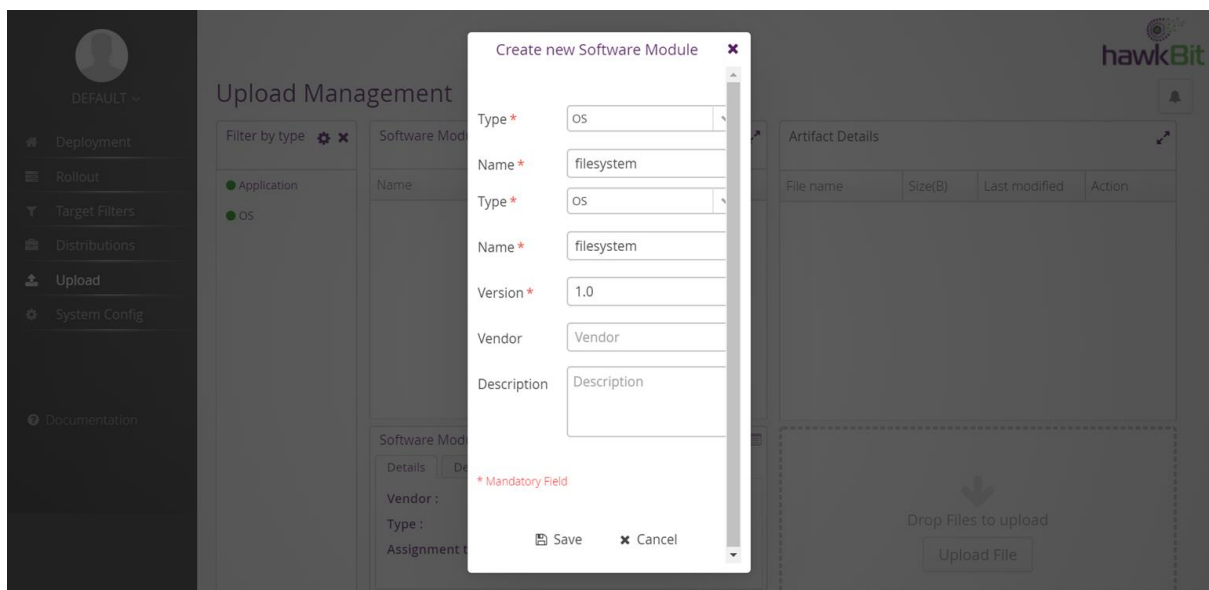 Create new Software Module
hawkBit
DEFAULT
Upload Management
Deployment
Rollout
Target Filters
Distributions
Upload
System Config
Documentation
Filter by type
Application
OS
Software Modu
Name
Type *
OS
Name *
filesystem
Type *
OS
Name *
filesystem
Version *
1.0
Vendor
Vendor
Description
Description
* Mandatory Field
Save
Cancel
Artifact Details
File name Size(B) Last modified Action
Software Modu
Details De
Vendor :
Type :
Assignment t
Drop Files to upload
Upload File